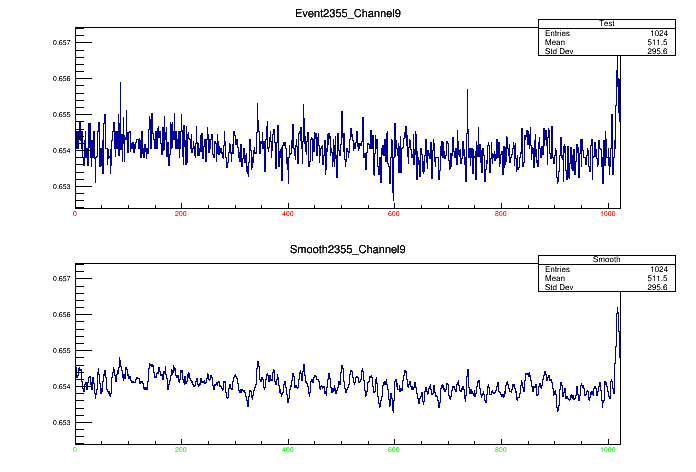 Event2355_Channel9
Test
Entries 1024
Mean 511.5
Std Dev 295.6
0.657
0.656
0.655
0.654
0.653
0 200 400 600 800 1000
Smooth2355_Channel9
Smooth
Entries 1024
Mean 511.5
Std Dev 295.6
0.657
0.656
0.655
0.654
0.653
0 200 400 600 800 1000